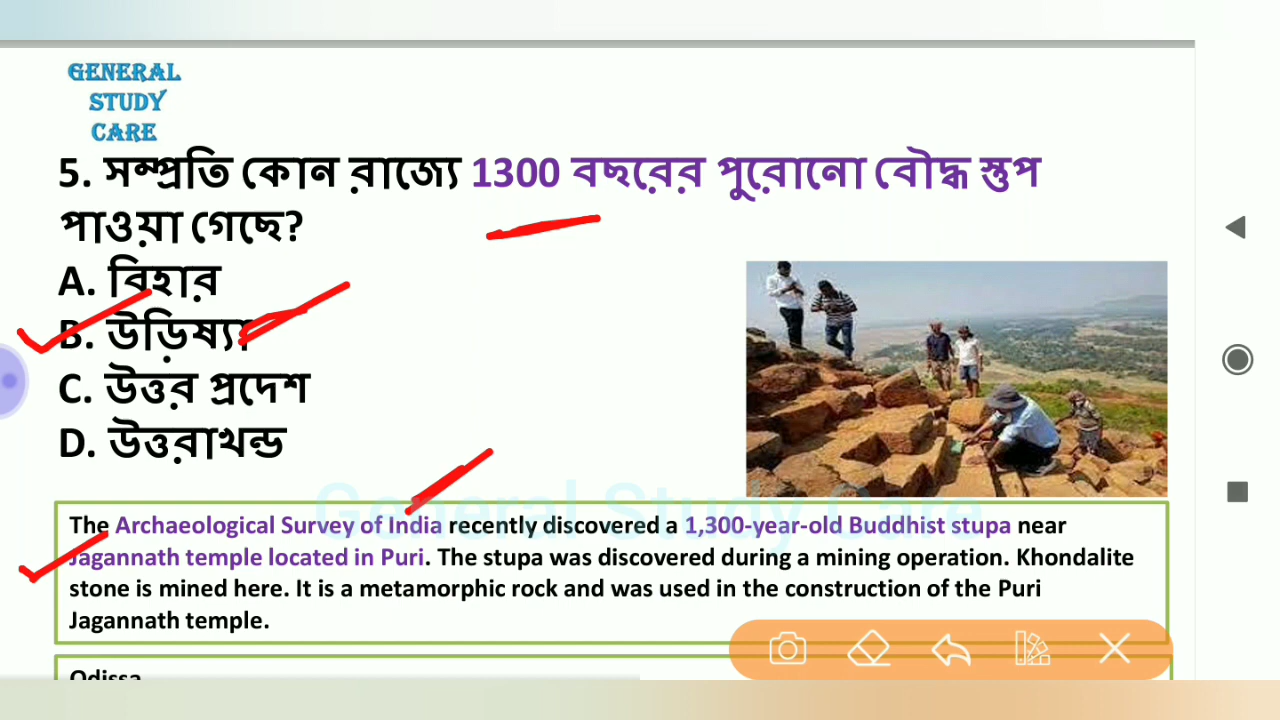 GENERAL
STUDY
CARE
5. সম্প্রতি কোন রাজ্যে 1300 বছরের পুরোনো বৌদ্ধ স্তুপ
পাওয়া গেছে?
A. বিহার
B. উড়িষ্যা
C. উত্তর প্রদেশ
D. উত্তরাখন্ড
General Study Care
The Archaeological Survey of India recently discovered a 1,300-year-old Buddhist stupa near
Jagannath temple located in Puri. The stupa was discovered during a mining operation. Khondalite
stone is mined here. It is a metamorphic rock and was used in the construction of the Puri
Jagannath temple.
Odissa